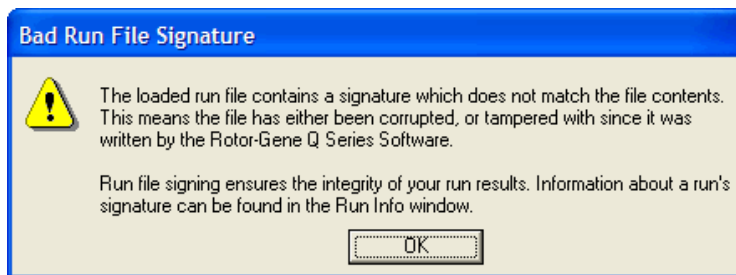 Bad Run File Signature
The loaded run file contains a signature which does not match the file contents.
This means the file has either been corrupted, or tampered with since it was
written by the Rotor-Gene Q Series Software.
Run file signing ensures the integrity of your run results. Information about a run's
signature can be found in the Run Info window.
OK